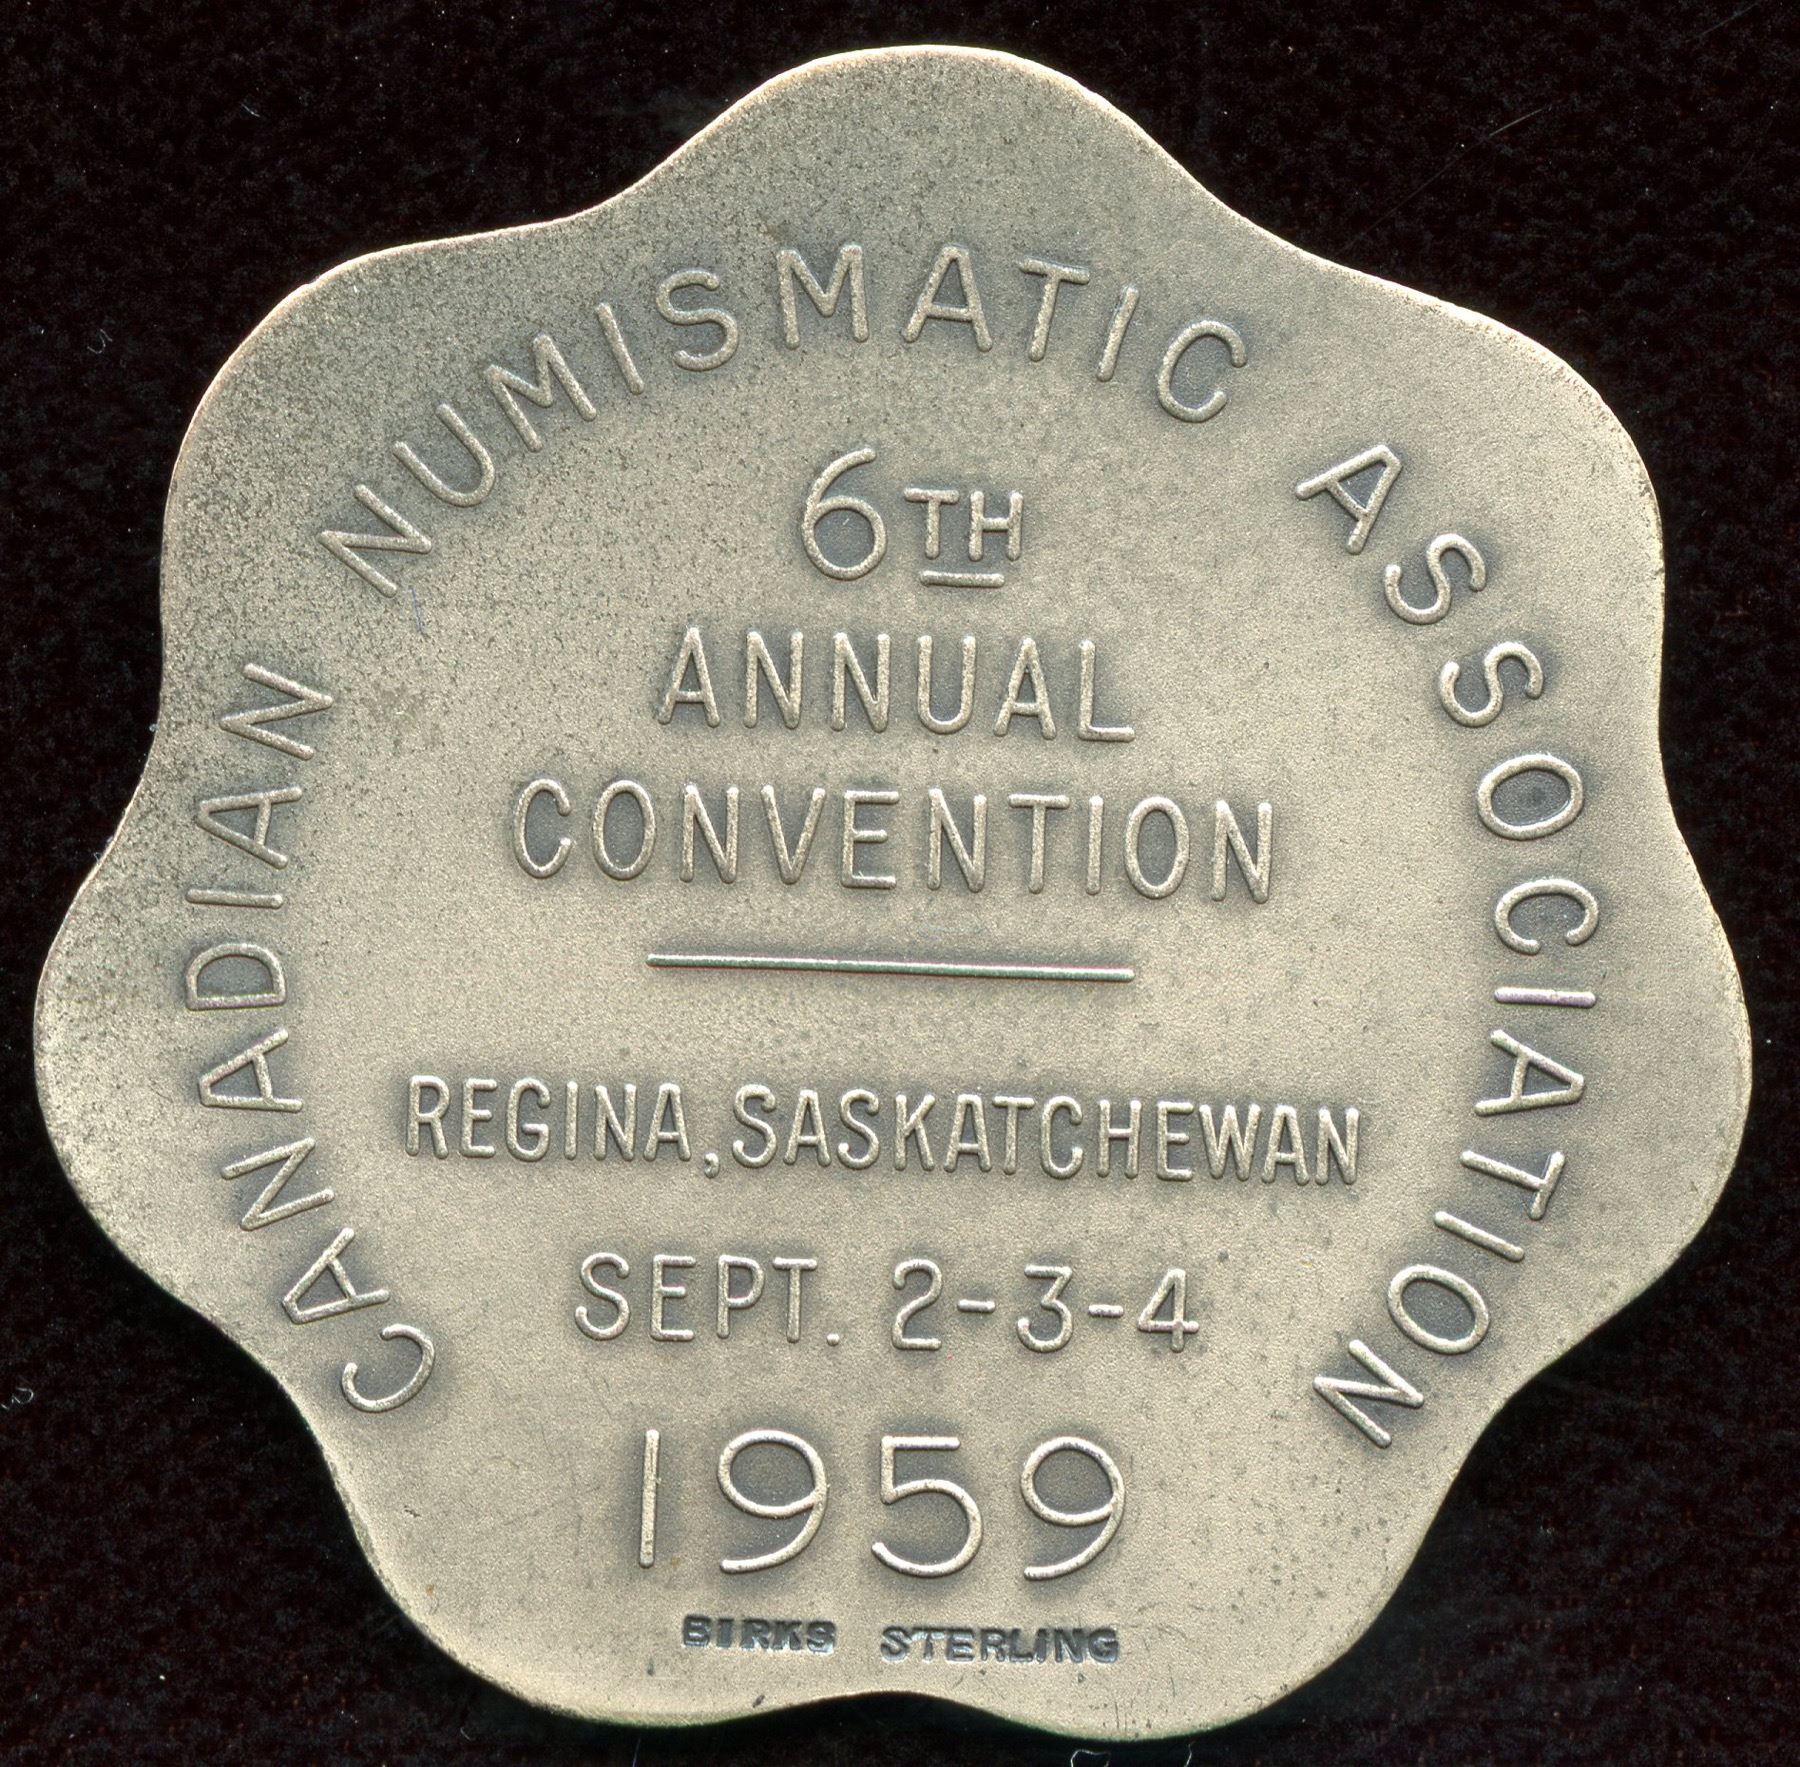 CANADIAN NUMISMATIC ASSOCIATION
6TH
ANNUAL
CONVENTION
REGINA, SASKATCHEWAN
SEPT. 2-3-4
1959
BIRKS STERLING